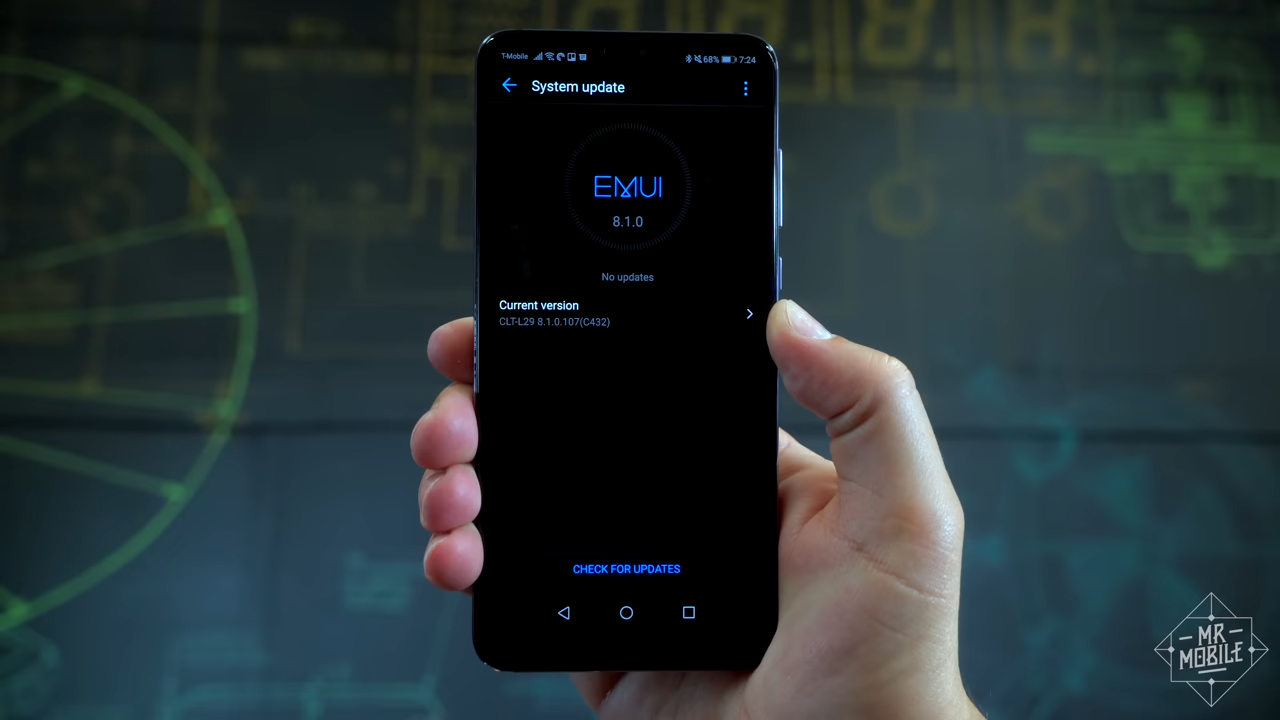 T-Mobile 68% 7:24
System update
EMUI
8.1.0
No updates
Current version
CLT-L29 8.1.0.107(C432)
CHECK FOR UPDATES
MR
MOBILE